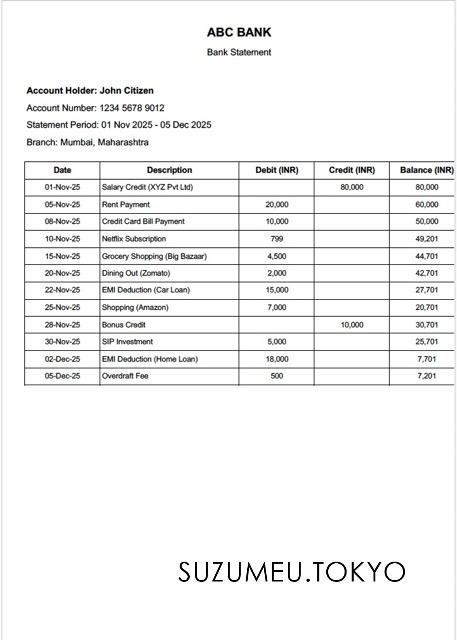 ABC BANK
Bank Statement
Account Holder: John Citizen
Account Number: 1234 5678 9012
Statement Period: 01 Nov 2025 - 05 Dec 2025
Branch: Mumbai, Maharashtra
Date Description Debit (INR) Credit (INR) Balance (INR)
01-Nov-25 Salary Credit (XYZ Pvt Ltd) 80,000 80,000
05-Nov-25 Rent Payment 20,000 60,000
08-Nov-25 Credit Card Bill Payment 10,000 50,000
10-Nov-25 Netflix Subscription 799 49,201
15-Nov-25 Grocery Shopping (Big Bazaar) 4,500 44,701
20-Nov-25 Dining Out (Zomato) 2,000 42,701
22-Nov-25 EMI Deduction (Car Loan) 15,000 27,701
25-Nov-25 Shopping (Amazon) 7,000 20,701
28-Nov-25 Bonus Credit 10,000 30,701
30-Nov-25 SIP Investment 5,000 25,701
02-Dec-25 EMI Deduction (Home Loan) 18,000 7,701
05-Dec-25 Overdraft Fee 500 7,201
SUZUMEU.TOKYO